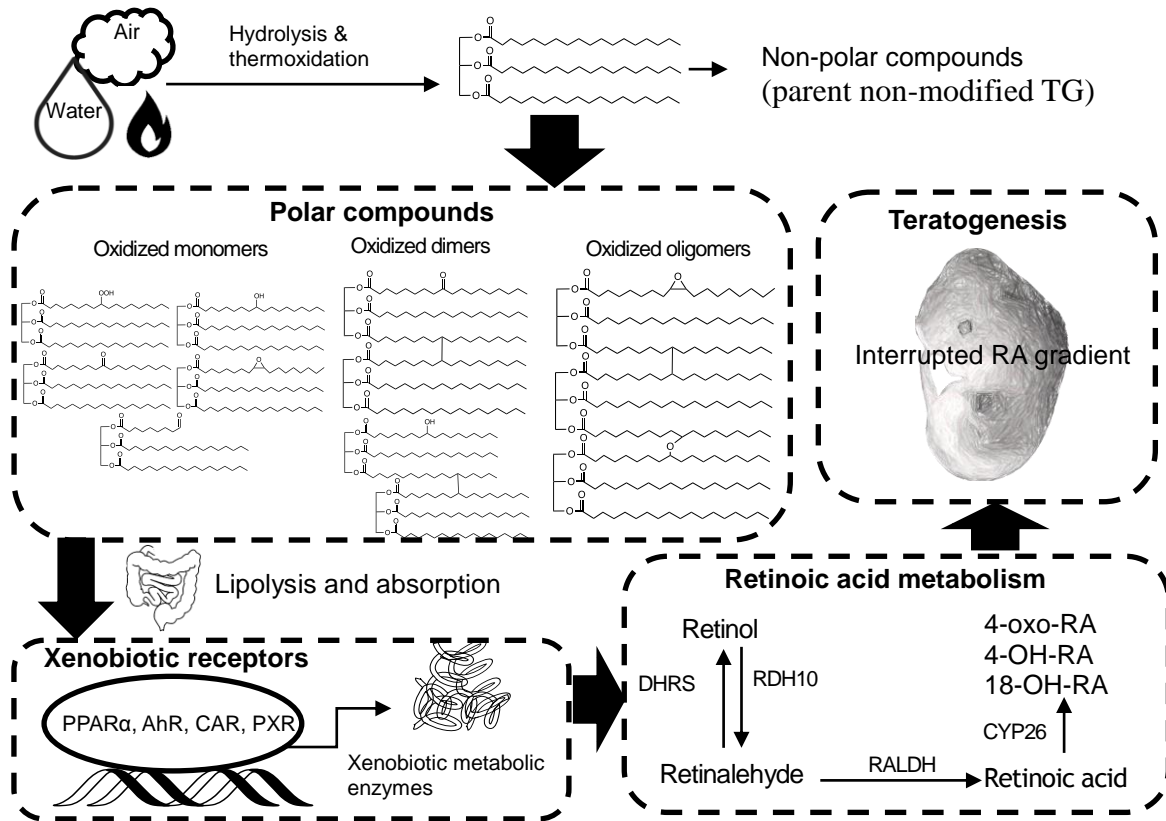 Air
Water
Hydrolysis &
thermoxidation
O
O
O
O
O
O
Non-polar compounds
(parent non-modified TG)
Polar compounds
Oxidized monomers
Oxidized dimers
Oxidized oligomers
OOH
OH
O
O
OH
O
O
Teratogenesis
Interrupted RA gradient
Lipolysis and absorption
Xenobiotic receptors
PPARα, AhR, CAR, PXR
Xenobiotic metabolic
enzymes
Retinoic acid metabolism
Retinol
DHRS
RDH10
Retinalehyde
RALDH
Retinoic acid
CYP26
4-oxo-RA
4-OH-RA
18-OH-RA